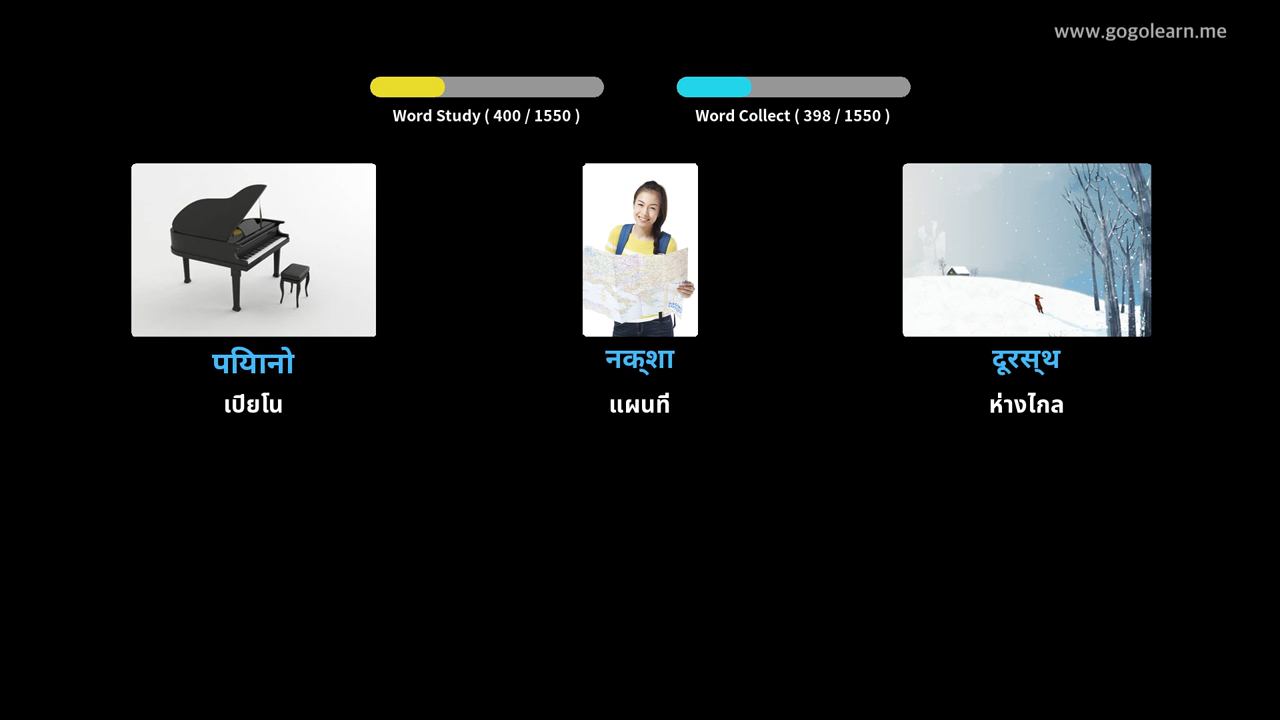 www.gogolearn.me
Word Study ( 400 / 1550 )
Word Collect ( 398 / 1550 )
पियानो
नक्शा
दूरस्थ
เปียโน
แผนที่
ห่างไกล